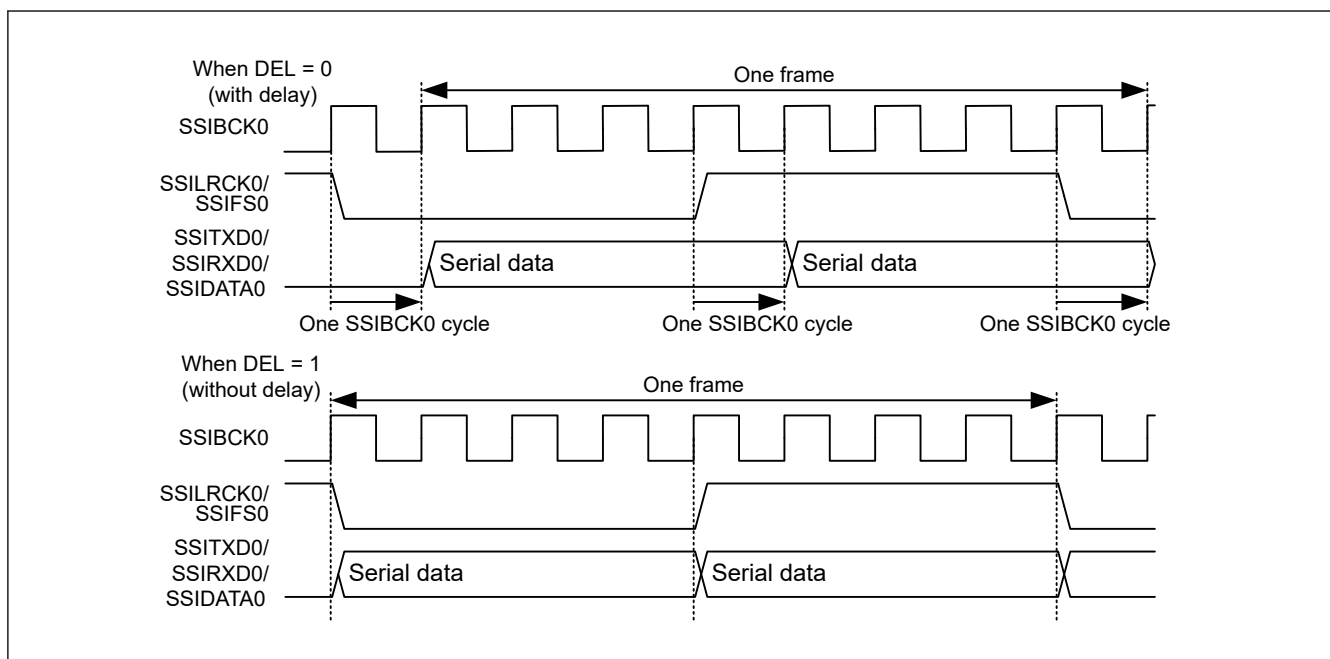 When DEL = 0
(with delay)
One frame
SSIBCK0
SSILRCK0/
SSIFS0
SSITXD0/
SSIRXD0/
SSIDATA0
Serial data
Serial data
One SSIBCK0 cycle
One SSIBCK0 cycle
One SSIBCK0 cycle
When DEL = 1
(without delay)
One frame
SSIBCK0
SSILRCK0/
SSIFS0
SSITXD0/
SSIRXD0/
SSIDATA0
Serial data
Serial data